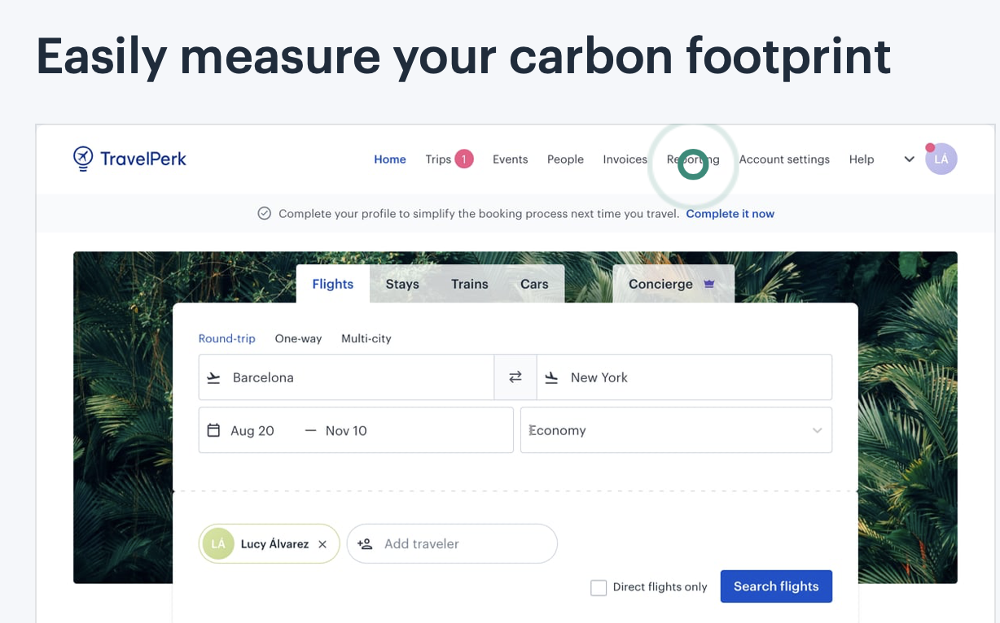 Easily measure your carbon footprint
TravelPerk
Home Trips 1 Events People Invoices Reporting Account settings Help LÁ
Complete your profile to simplify the booking process next time you travel. Complete it now
Flights Stays Trains Cars Concierge
Round-trip One-way Multi-city
Barcelona New York
Aug 20 — Nov 10 Economy
LÁ Lucy Álvarez × Add traveler
Direct flights only Search flights